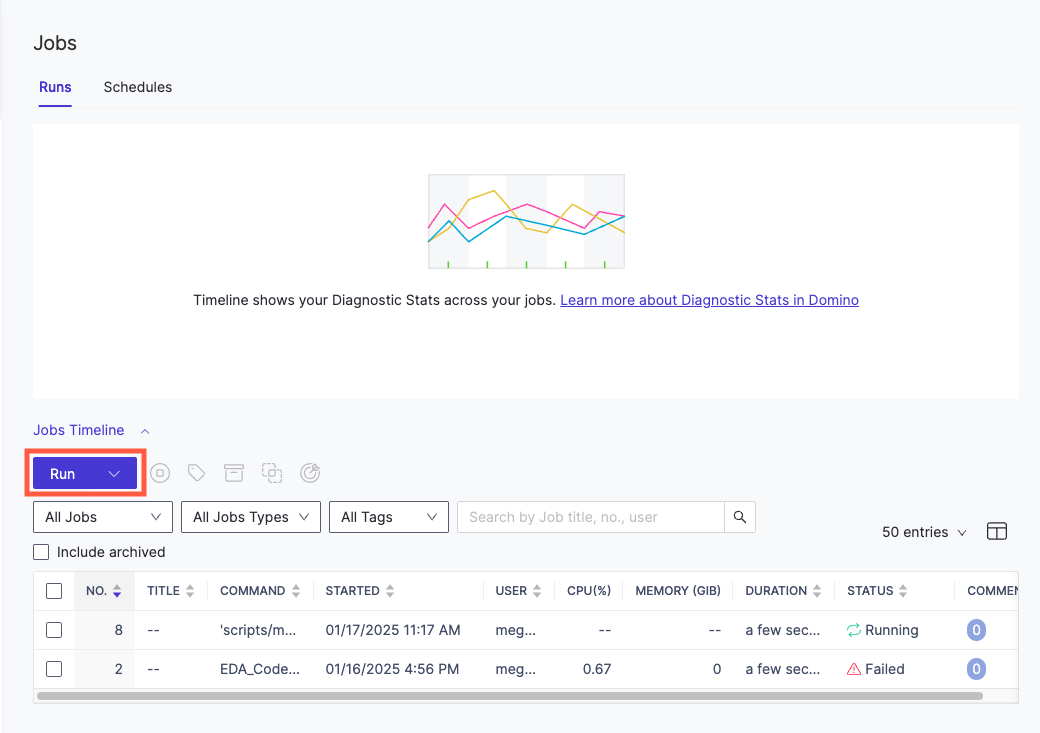 Jobs
Runs Schedules
Timeline shows your Diagnostic Stats across your jobs. Learn more about Diagnostic Stats in Domino
Jobs Timeline
Run
All Jobs All Jobs Types All Tags Search by Job title, no., user
50 entries
Include archived
NO. TITLE COMMAND STARTED USER CPU(%) MEMORY (GIB) DURATION STATUS COMMEN
8 -- 'scripts/m... 01/17/2025 11:17 AM meg... -- -- a few sec... Running 0
2 -- EDA_Code... 01/16/2025 4:56 PM meg... 0.67 0 a few sec... Failed 0